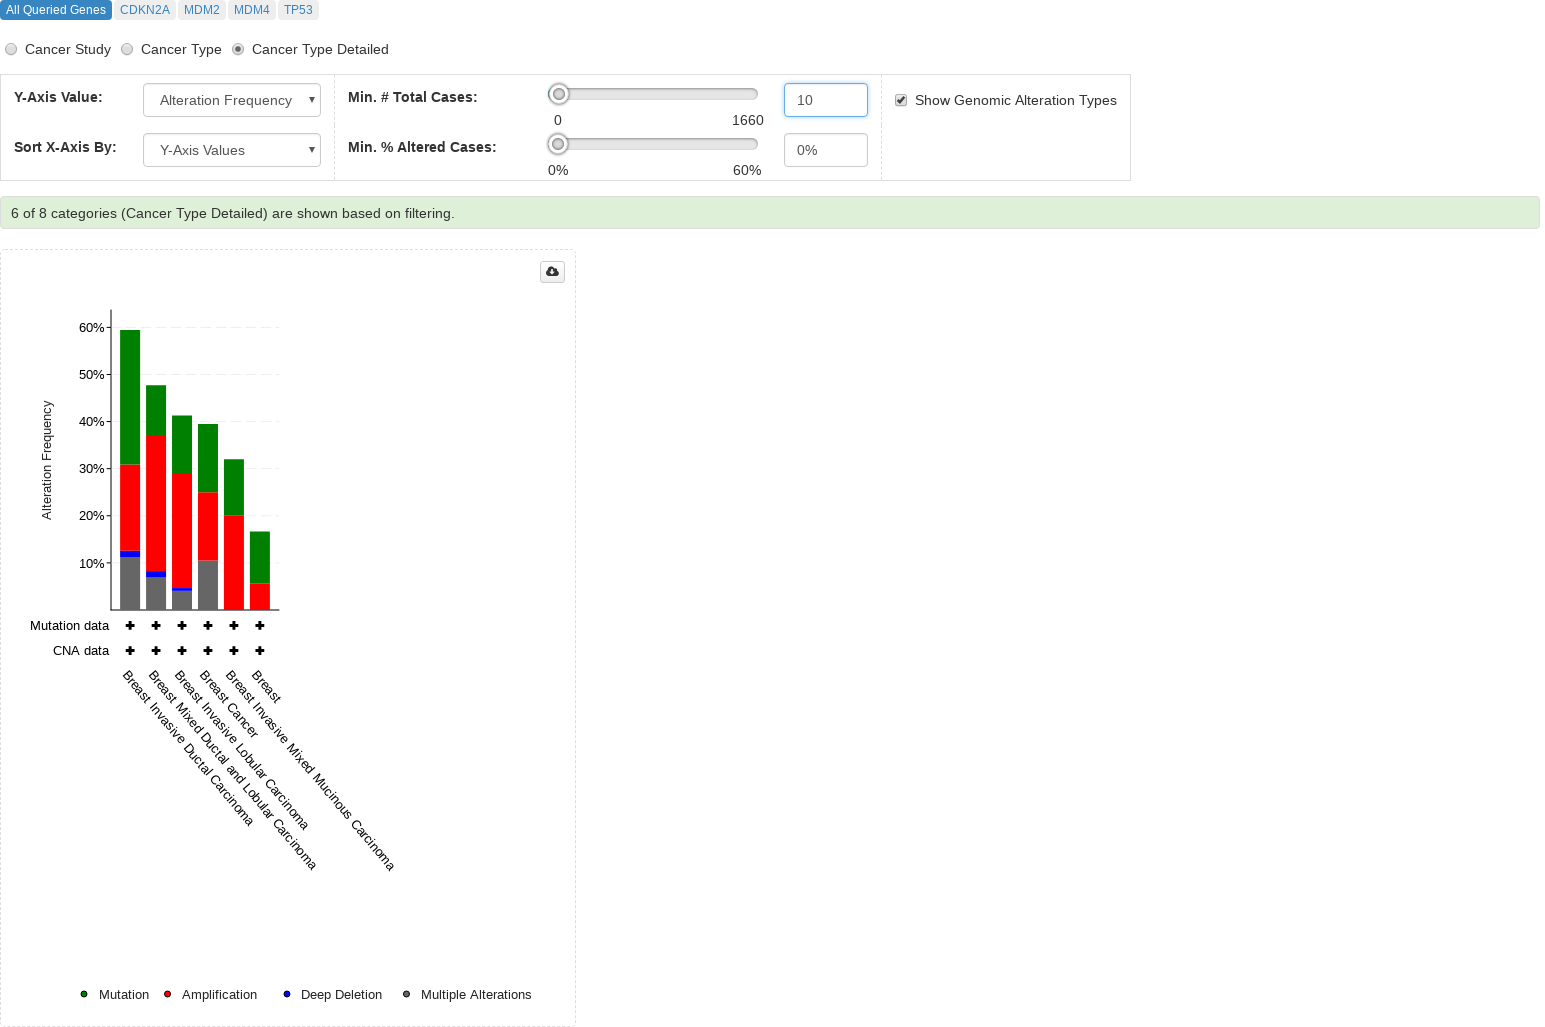 All Queried Genes CDKN2A MDM2 MDM4 TP53
Cancer Study Cancer Type Cancer Type Detailed
Y-Axis Value: Alteration Frequency Min. # Total Cases: 10 Show Genomic Alteration Types
0 1660
Sort X-Axis By: Y-Axis Values Min. % Altered Cases: 0%
0% 60%
6 of 8 categories (Cancer Type Detailed) are shown based on filtering.
60%
50%
40%
30%
20%
10%
Alteration Frequency
Mutation data
CNA data
Breast Invasive Ductal Carcinoma
Breast Mixed Ductal and Lobular Carcinoma
Breast Invasive Lobular Carcinoma
Breast Cancer
Breast Invasive Mixed Mucinous Carcinoma
Breast
Mutation Amplification Deep Deletion Multiple Alterations